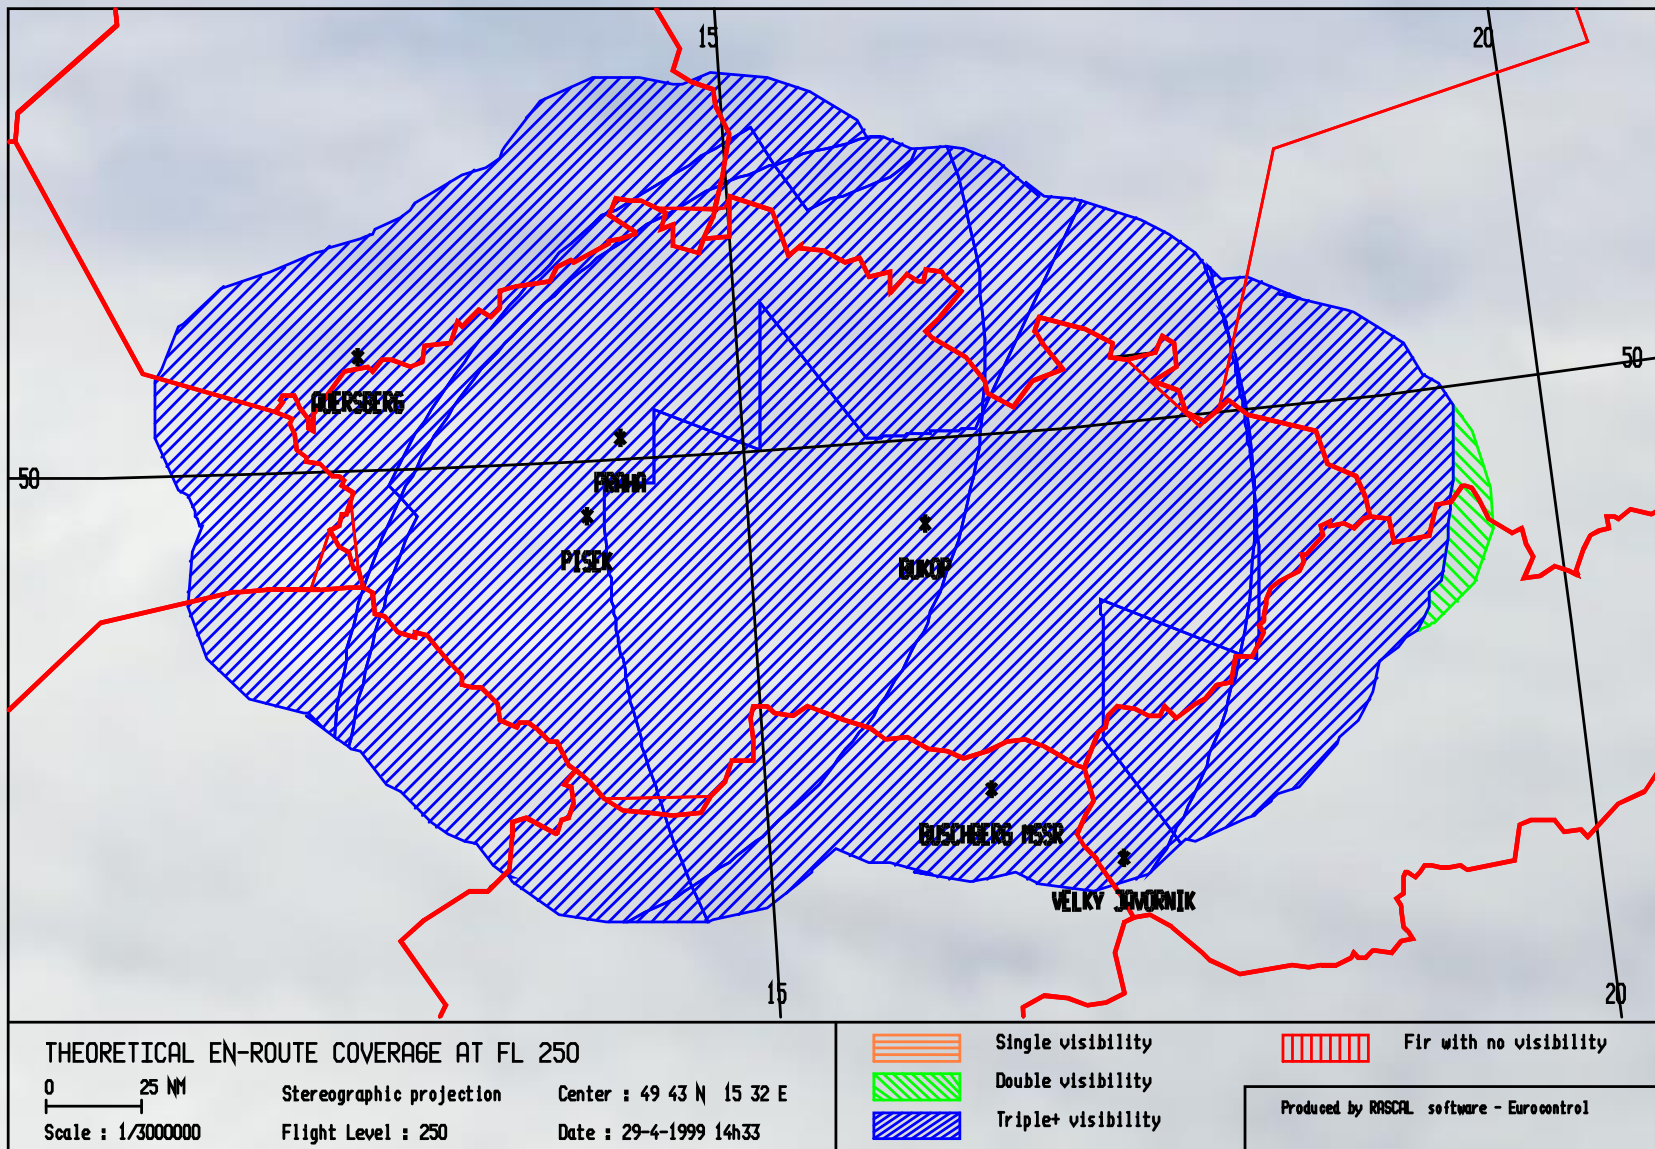 15
20
50
AUERSBERG
50
PRAHA
PISEK
BUKOP
BUSCHBERG MSSR
VELKY JAVORNIK
15
20
THEORETICAL EN-ROUTE COVERAGE AT FL 250
0 25 NM
Scale : 1/3000000
Stereographic projection
Flight Level : 250
Center : 49 43 N 15 32 E
Date : 29-4-1999 14h33
Single visibility
Double visibility
Triple+ visibility
Fir with no visibility
Produced by RASCAL software - Eurocontrol